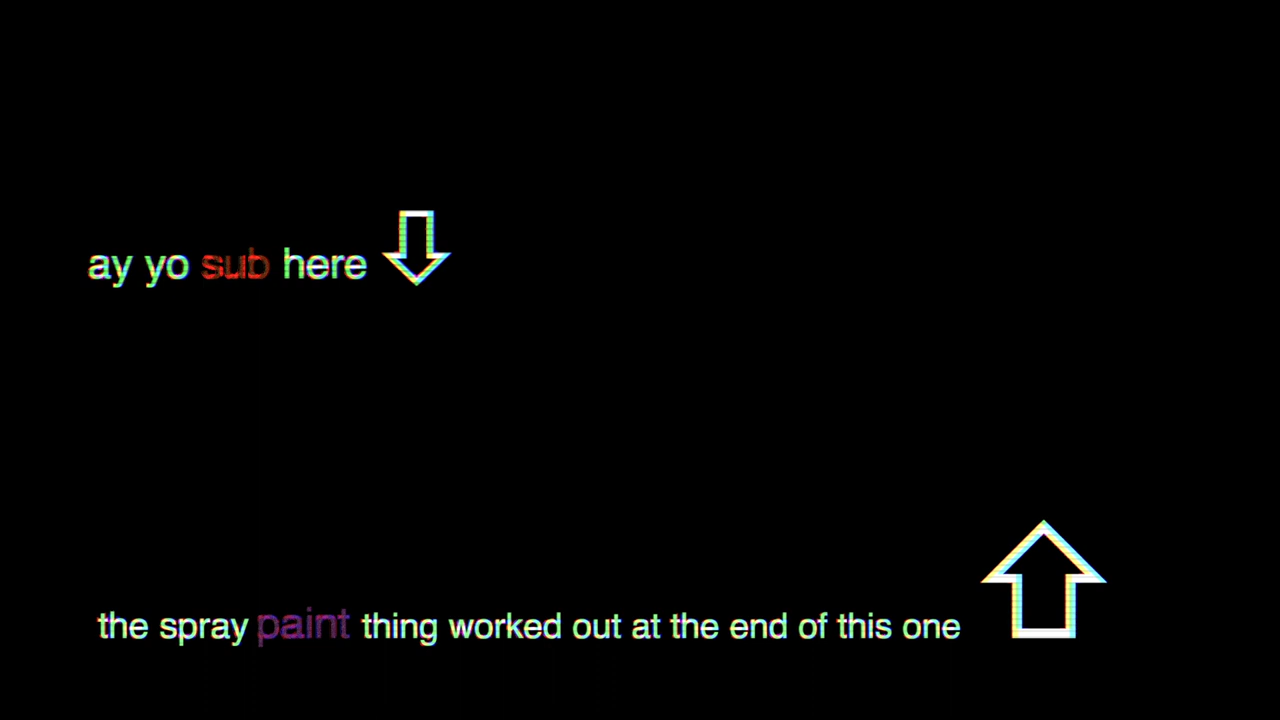 ay yo sub here
the spray paint thing worked out at the end of this one